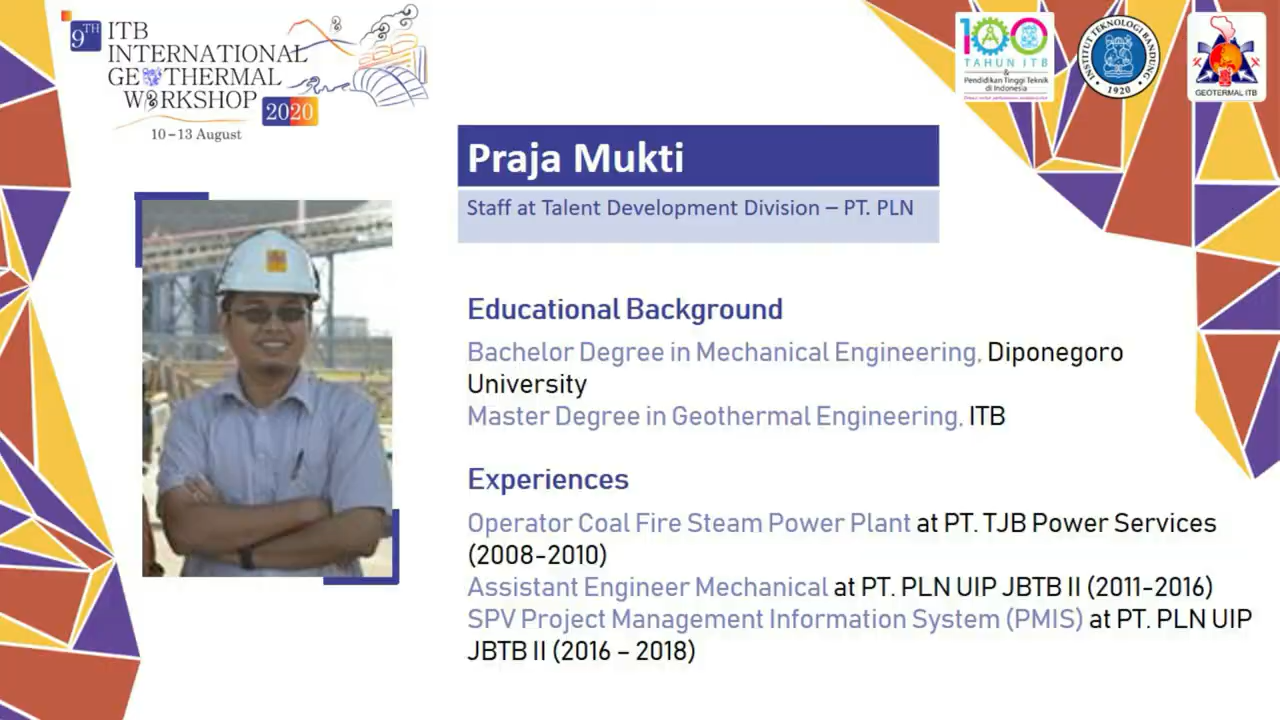 9TH ITB
INTERNATIONAL
GEOTHERMAL
WORKSHOP 2020
10–13 August
100
TAHUN ITB
&
Pendidikan Tinggi Teknik
di Indonesia
INSTITUT TEKNOLOGI BANDUNG
1920
GEOTERMAL ITB
Praja Mukti
Staff at Talent Development Division – PT. PLN
Educational Background
Bachelor Degree in Mechanical Engineering, Diponegoro
University
Master Degree in Geothermal Engineering, ITB
Experiences
Operator Coal Fire Steam Power Plant at PT. TJB Power Services
(2008-2010)
Assistant Engineer Mechanical at PT. PLN UIP JBTB II (2011-2016)
SPV Project Management Information System (PMIS) at PT. PLN UIP
JBTB II (2016 – 2018)